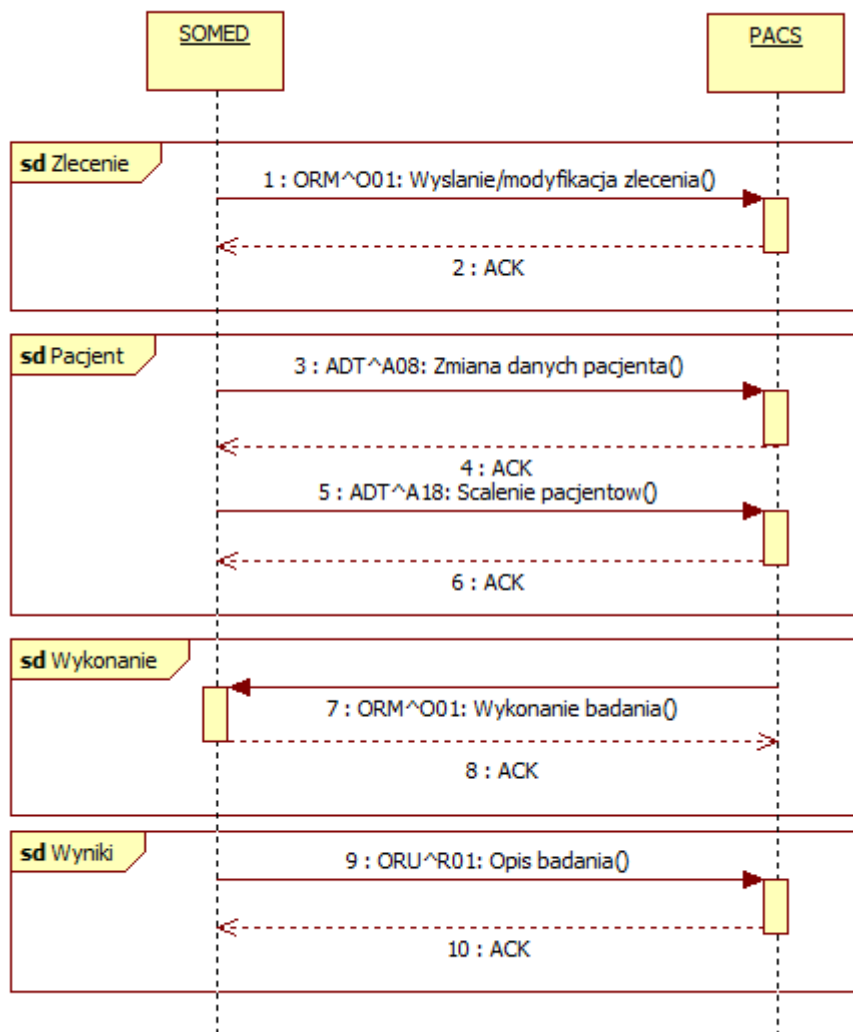 SOMED
PACS
sd Zlecenie
1 : ORM^O01: Wyslanie/modyfikacja zlecenia()
2 : ACK
sd Pacjent
3 : ADT^A08: Zmiana danych pacjenta()
4 : ACK
5 : ADT^A18: Scalenie pacjentow()
6 : ACK
sd Wykonanie
7 : ORM^O01: Wykonanie badania()
8 : ACK
sd Wyniki
9 : ORU^R01: Opis badania()
10 : ACK